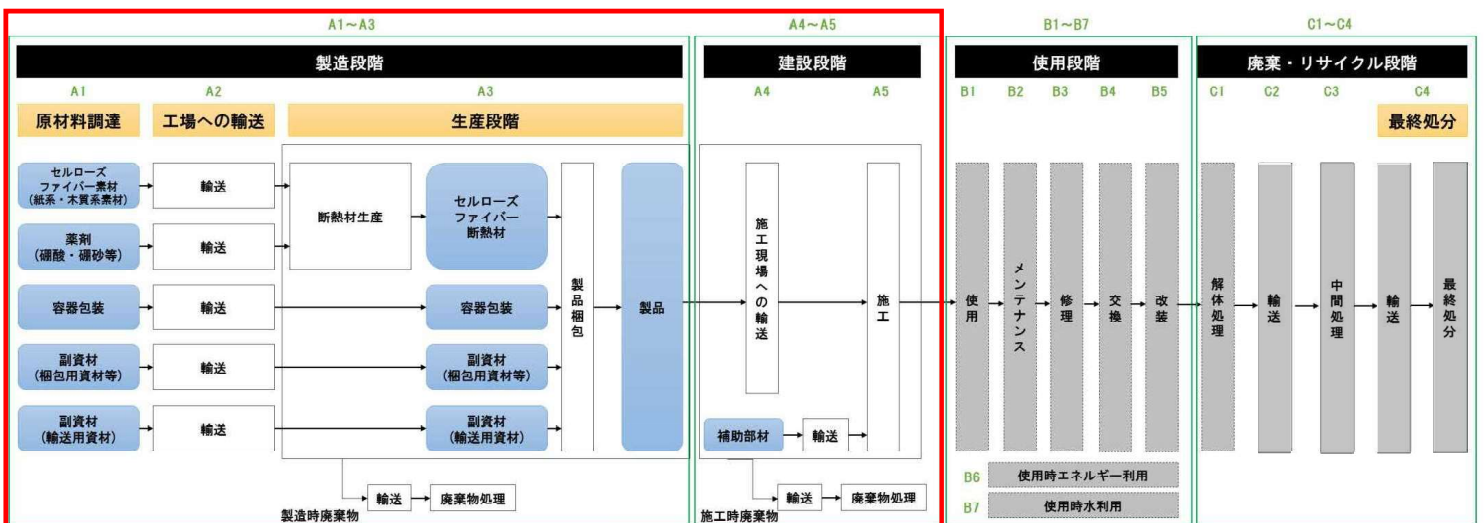 A1～A3
A4～A5
B1～B7
C1～C4
製造段階
建設段階
使用段階
廃棄・リサイクル段階
A1
A2
A3
A4
A5
B1
B2
B3
B4
B5
C1
C2
C3
C4
原材料調達
工場への輸送
生産段階
最終処分
セルローズ
ファイバー素材
(紙系・木質系素材)
輸送
断熱材生産
セルローズ
ファイバー
断熱材
薬剤
(硼酸・硼砂等)
輸送
容器包装
輸送
容器包装
副資材
(梱包用資材等)
輸送
副資材
(梱包用資材等)
副資材
(輸送用資材)
輸送
副資材
(輸送用資材)
製品梱包
製品
施工現場への輸送
施工
補助部材
輸送
使用
メンテナンス
修理
交換
改装
解体処理
輸送
中間処理
輸送
最終処分
B6
使用時エネルギー利用
B7
使用時水利用
製造時廃棄物
輸送
廃棄物処理
施工時廃棄物
輸送
廃棄物処理